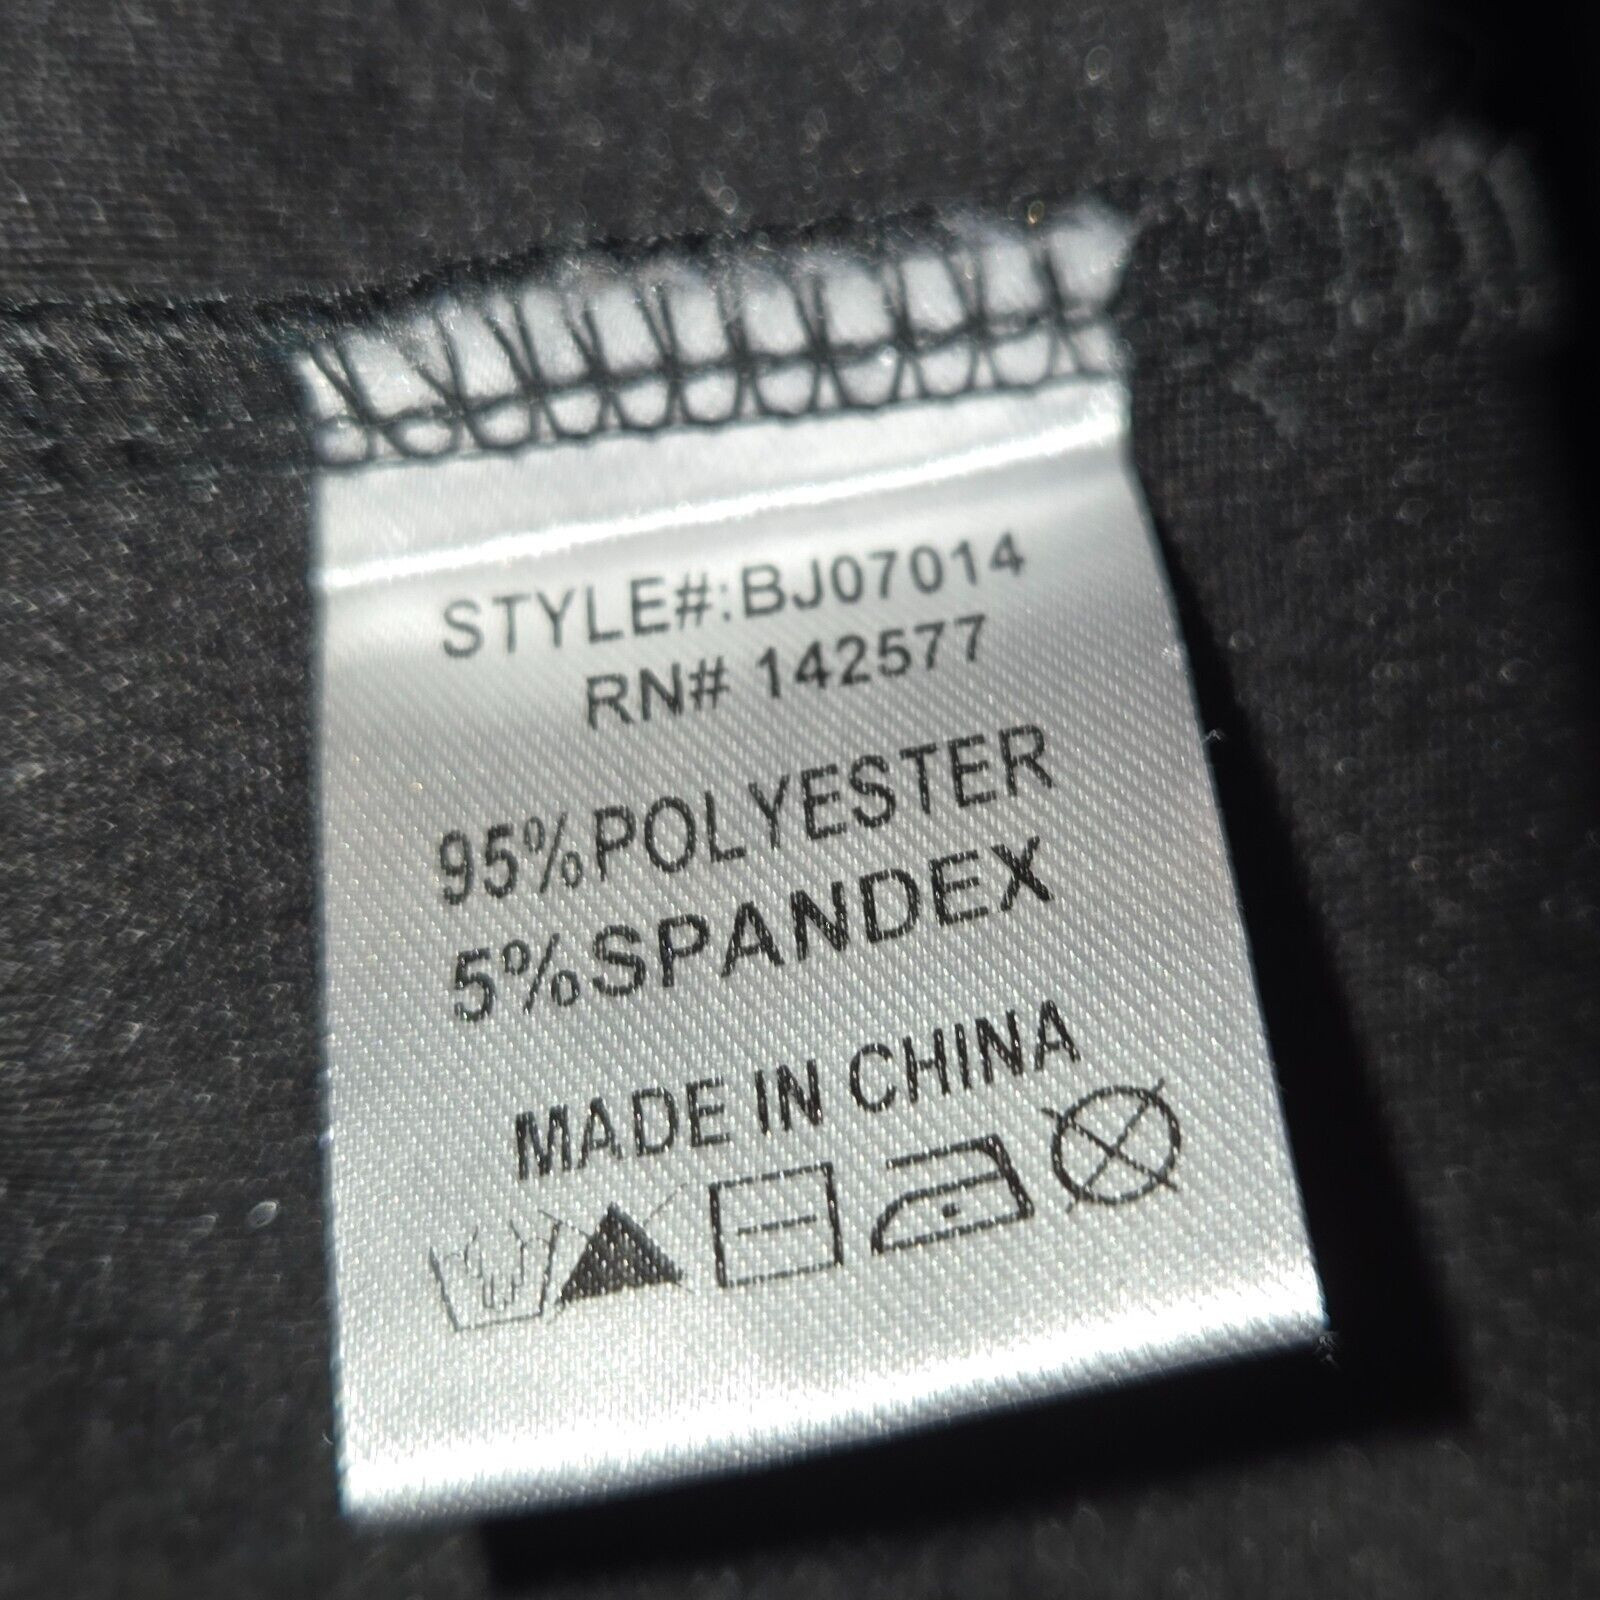 STYLE#:BJ07014
RN# 142577
95%POLYESTER
5%SPANDEX
MADE IN CHINA